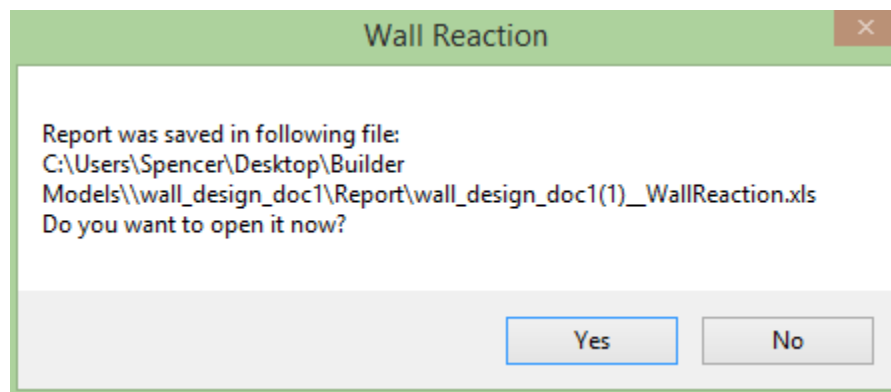 Wall Reaction
Report was saved in following file:
C:\Users\Spencer\Desktop\Builder
Models\\wall_design_doc1\Report\wall_design_doc1(1)__WallReaction.xls
Do you want to open it now?
Yes
No